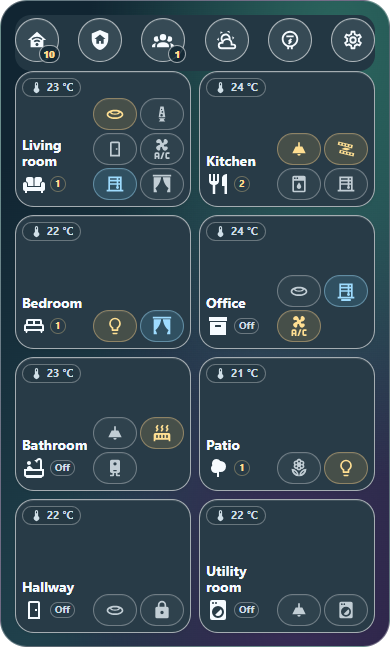 10
1
23 °C
Living
room
1
A/C
24 °C
Kitchen
2
22 °C
Bedroom
1
24 °C
Office
Off
A/C
23 °C
Bathroom
Off
21 °C
Patio
1
22 °C
Hallway
Off
22 °C
Utility
room
Off